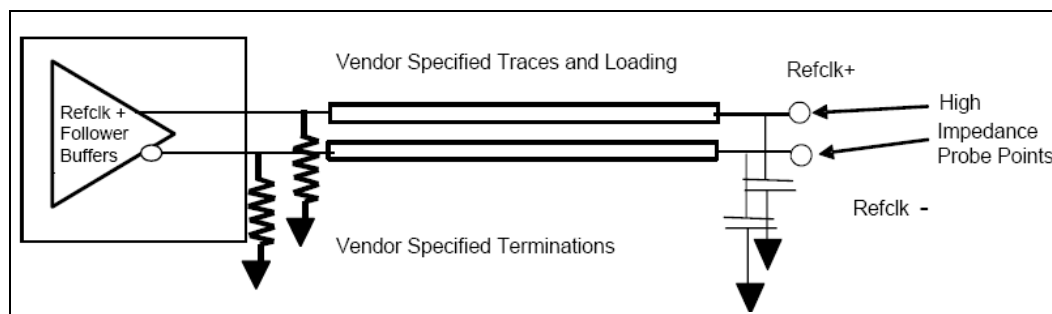 Vendor Specified Traces and Loading
Refclk+
Refclk +
Follower
Buffers
High
Impedance
Probe Points
Refclk -
Vendor Specified Terminations